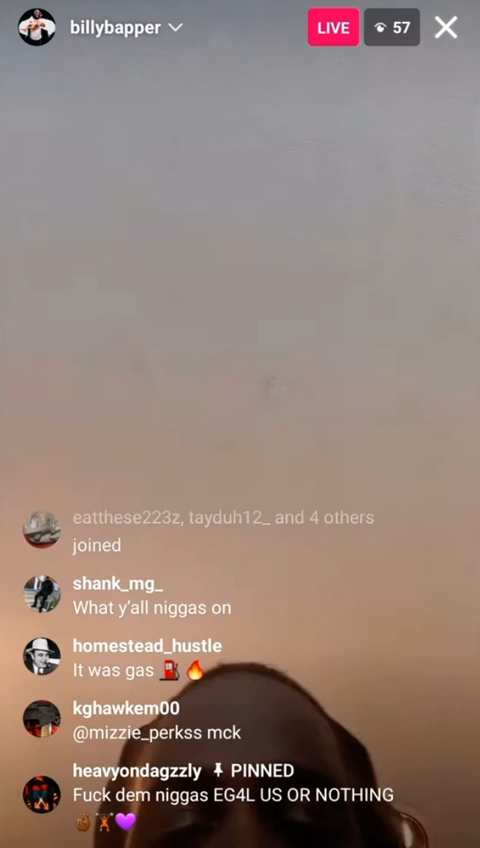 billybapper
LIVE
57
eatthese223z, tayduh12_ and 4 others
joined
shank_mg_
What y'all niggas on
homestead_hustle
It was gas ⛽🔥
kghawkem00
@mizzie_perkss mck
heavyondagzzly 📌 PINNED
Fuck dem niggas EG4L US OR NOTHING
✌🏾🏋🏾💜